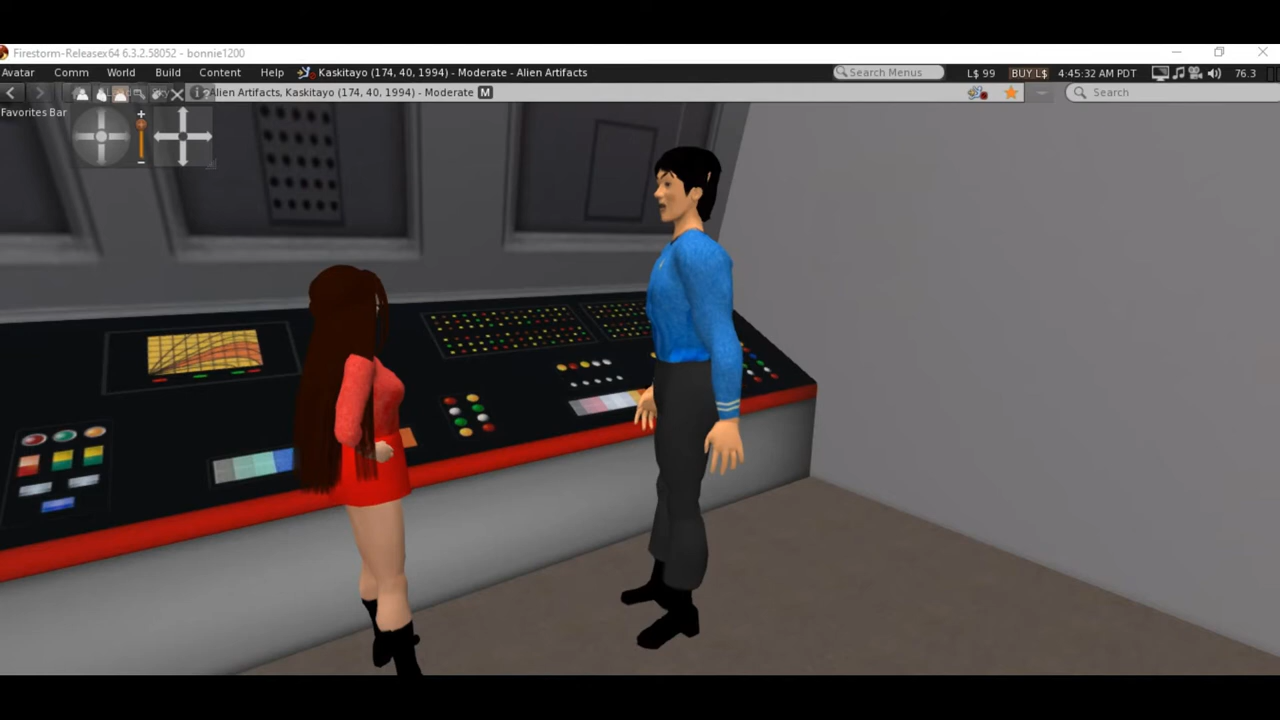 Firestorm-Releasex64 6.3.2.58052 - bonnie1200
Avatar Comm World Build Content Help Kaskitayo (174, 40, 1994) - Moderate - Alien Artifacts Search Menus L$ 99 BUY L$ 4:45:32 AM PDT 76.3
Alien Artifacts, Kaskitayo (174, 40, 1994) - Moderate M Search
Favorites Bar